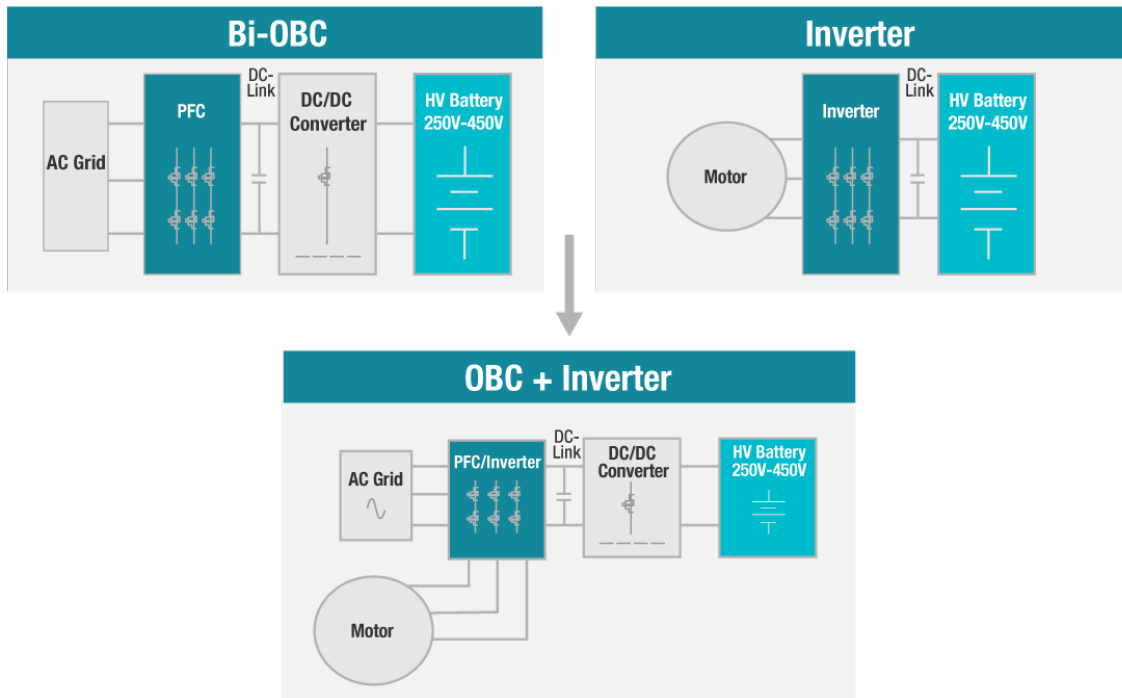 Bi-OBC
AC Grid
PFC
DC-
Link
DC/DC
Converter
HV Battery
250V-450V
Inverter
Motor
Inverter
DC-
Link
HV Battery
250V-450V
OBC + Inverter
AC Grid
PFC/Inverter
DC-
Link
DC/DC
Converter
HV Battery
250V-450V
Motor